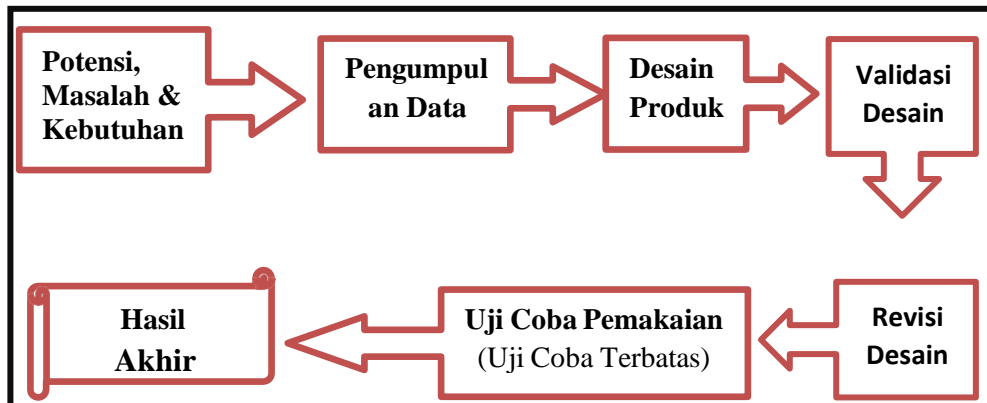 Potensi,
Masalah &
Kebutuhan
Pengumpul
an Data
Desain
Produk
Validasi
Desain
Revisi
Desain
Uji Coba Pemakaian
(Uji Coba Terbatas)
Hasil
Akhir